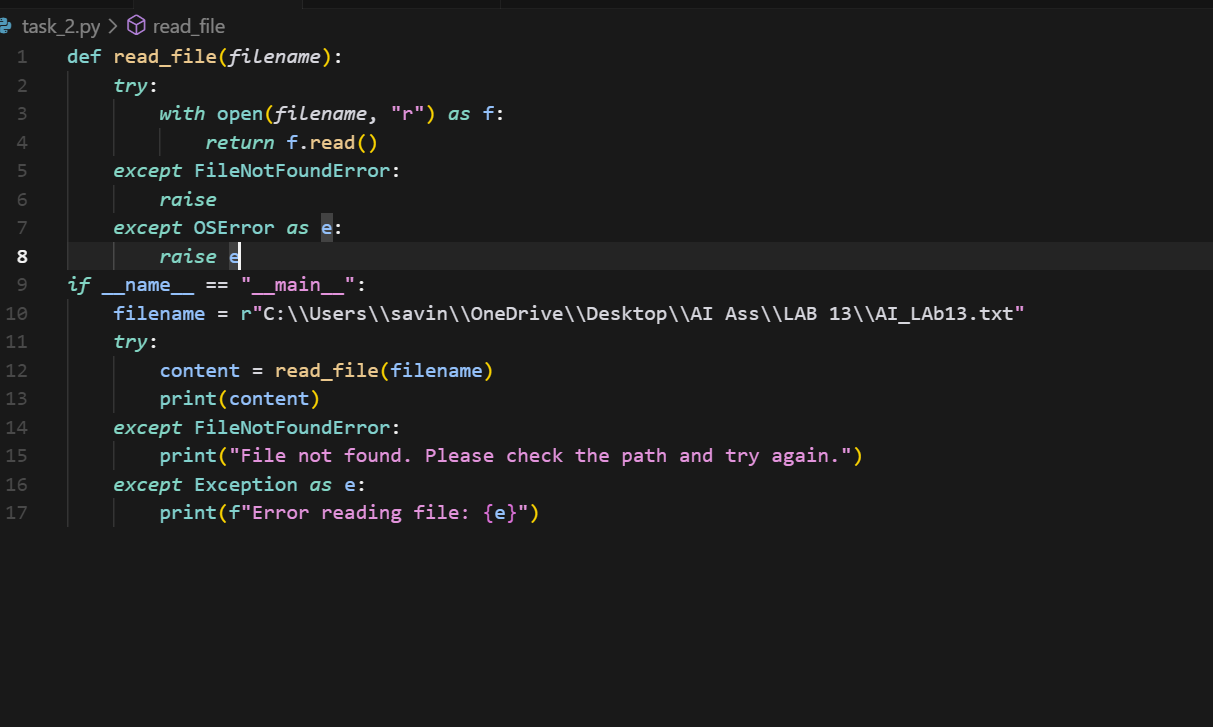 task_2.py > read_file
1 def read_file(filename):
2     try:
3         with open(filename, "r") as f:
4             return f.read()
5     except FileNotFoundError:
6         raise
7     except OSError as e:
8         raise e
9 if __name__ == "__main__":
10     filename = r"C:\\Users\\savin\\OneDrive\\Desktop\\AI Ass\\LAB 13\\AI_LAb13.txt"
11     try:
12         content = read_file(filename)
13         print(content)
14     except FileNotFoundError:
15         print("File not found. Please check the path and try again.")
16     except Exception as e:
17         print(f"Error reading file: {e}")